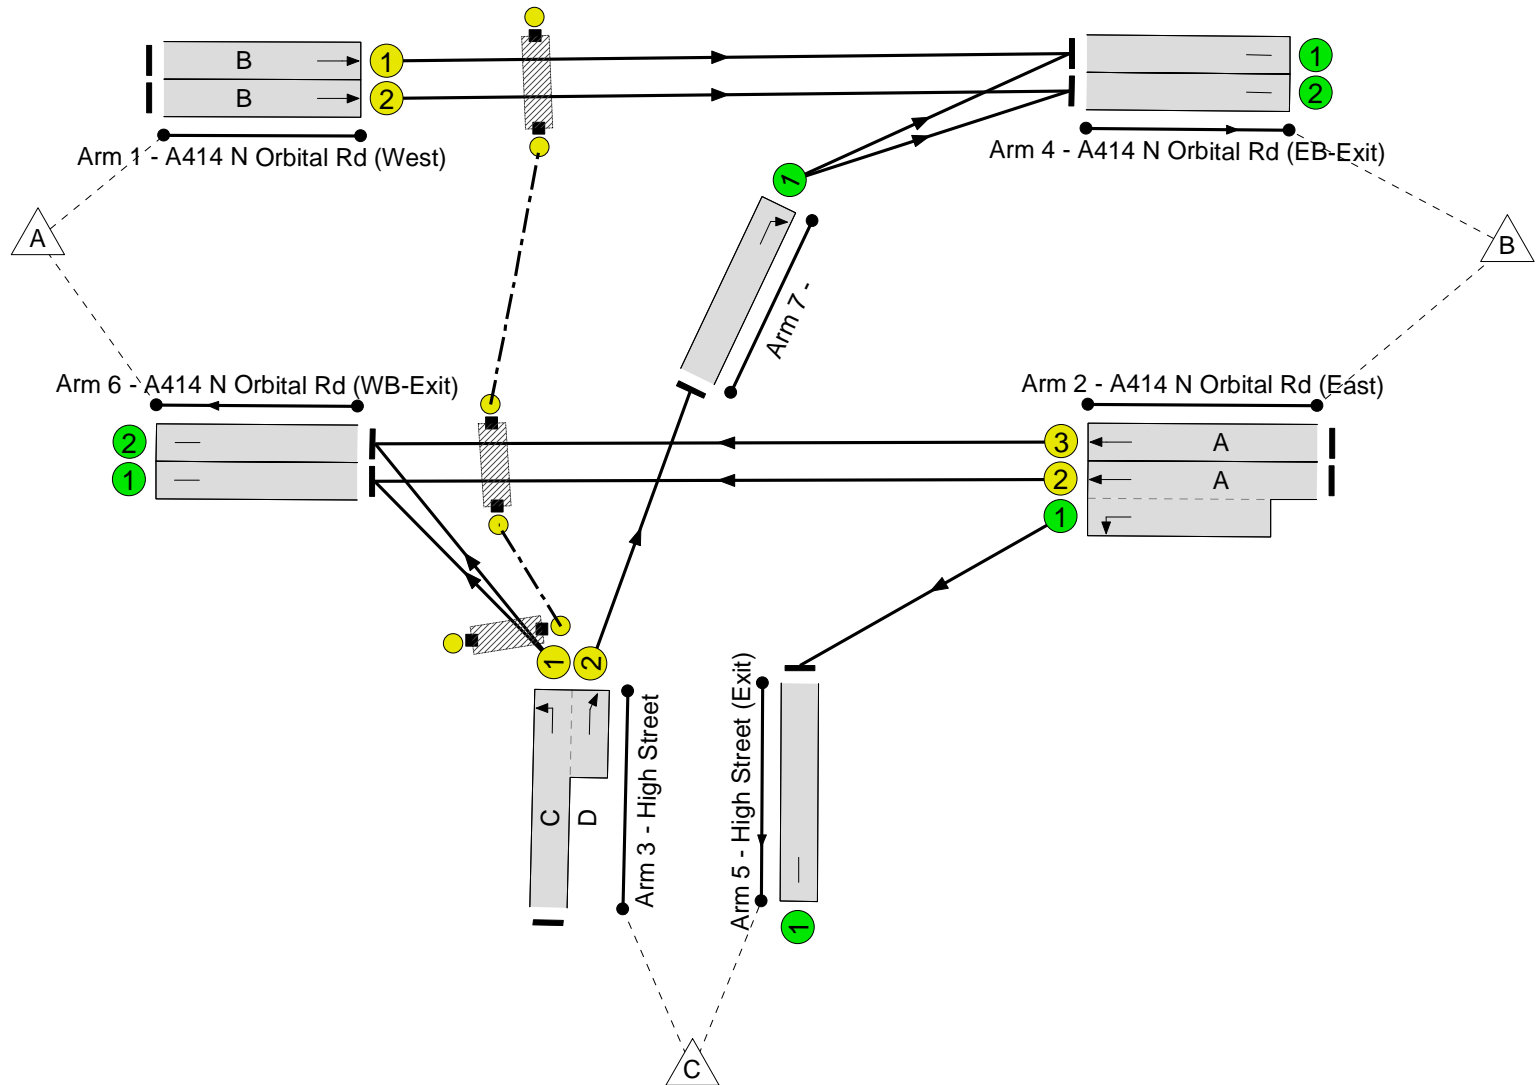 B
1
B
2
1
2
Arm 1 - A414 N Orbital Rd (West)
Arm 4 - A414 N Orbital Rd (EB-Exit)
1
A
B
Arm 7 -
Arm 6 - A414 N Orbital Rd (WB-Exit)
Arm 2 - A414 N Orbital Rd (East)
2
3
A
1
2
A
1
1
2
C
D
Arm 3 - High Street
Arm 5 - High Street (Exit)
1
C